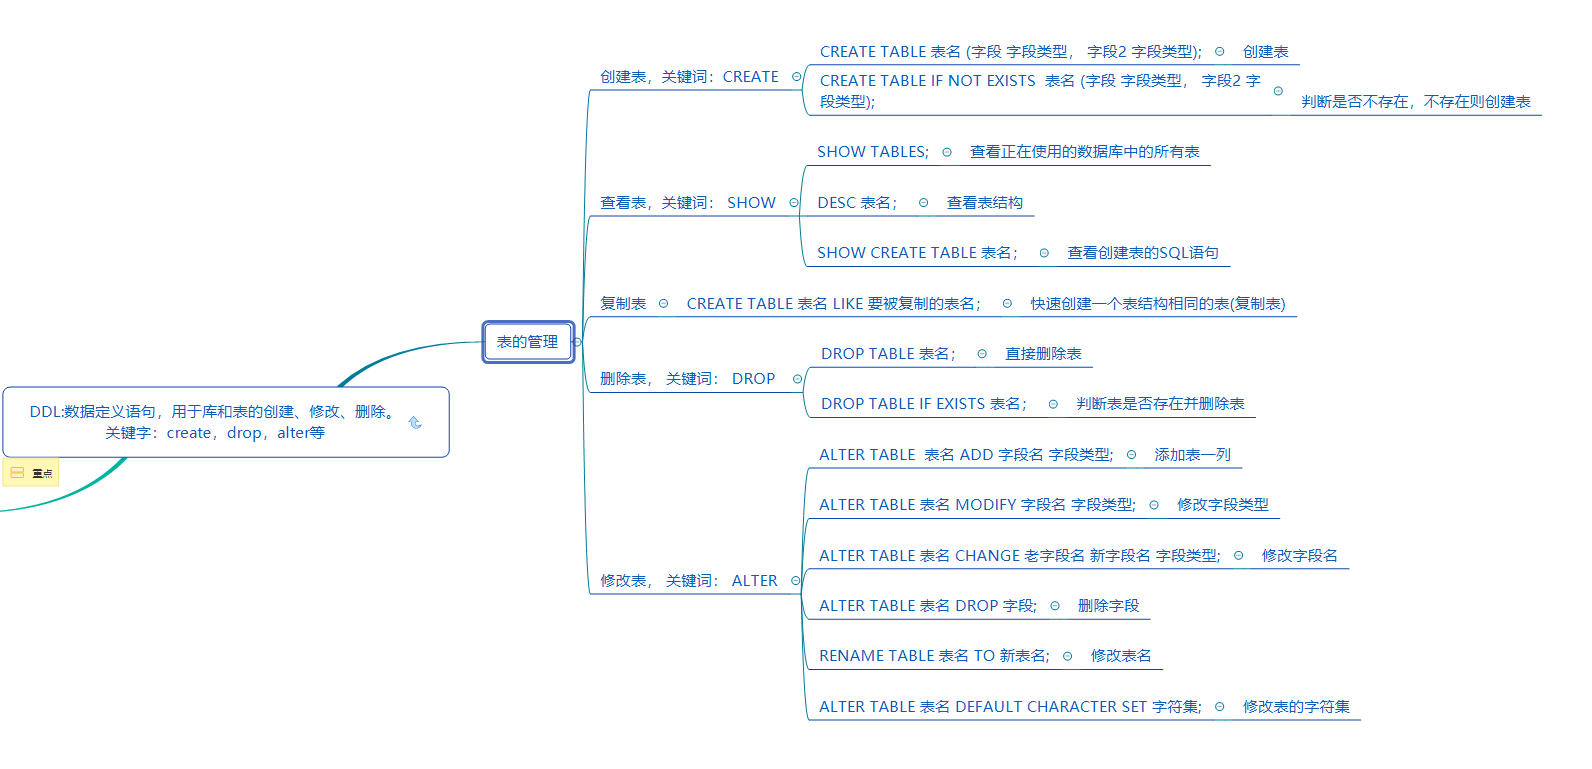 CREATE TABLE 表名 (字段 字段类型， 字段2 字段类型);
创建表
创建表，关键词：CREATE
CREATE TABLE IF NOT EXISTS  表名 (字段 字段类型， 字段2 字
段类型);
判断是否不存在，不存在则创建表
SHOW TABLES;
查看正在使用的数据库中的所有表
查看表，关键词： SHOW
DESC 表名；
查看表结构
SHOW CREATE TABLE 表名；
查看创建表的SQL语句
复制表
CREATE TABLE 表名 LIKE 要被复制的表名；
快速创建一个表结构相同的表(复制表)
表的管理
DROP TABLE 表名；
直接删除表
删除表， 关键词： DROP
DROP TABLE IF EXISTS 表名；
判断表是否存在并删除表
DDL:数据定义语句，用于库和表的创建、修改、删除。
关键字：create，drop，alter等
重点
ALTER TABLE  表名 ADD 字段名 字段类型;
添加表一列
ALTER TABLE 表名 MODIFY 字段名 字段类型;
修改字段类型
ALTER TABLE 表名 CHANGE 老字段名 新字段名 字段类型;
修改字段名
修改表， 关键词： ALTER
ALTER TABLE 表名 DROP 字段;
删除字段
RENAME TABLE 表名 TO 新表名;
修改表名
ALTER TABLE 表名 DEFAULT CHARACTER SET 字符集;
修改表的字符集